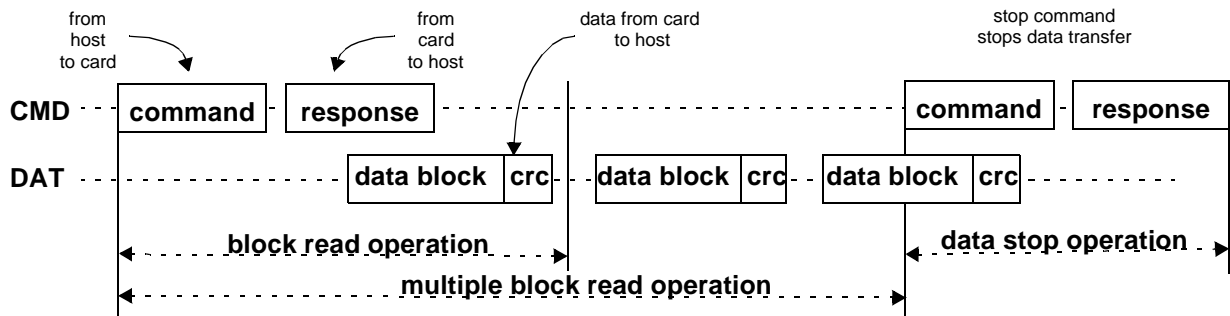 from
host
to card
from
card
to host
data from card
to host
stop command
stops data transfer
CMD
command
response
command
response
DAT
data block
crc
data block
crc
data block
crc
block read operation
data stop operation
multiple block read operation